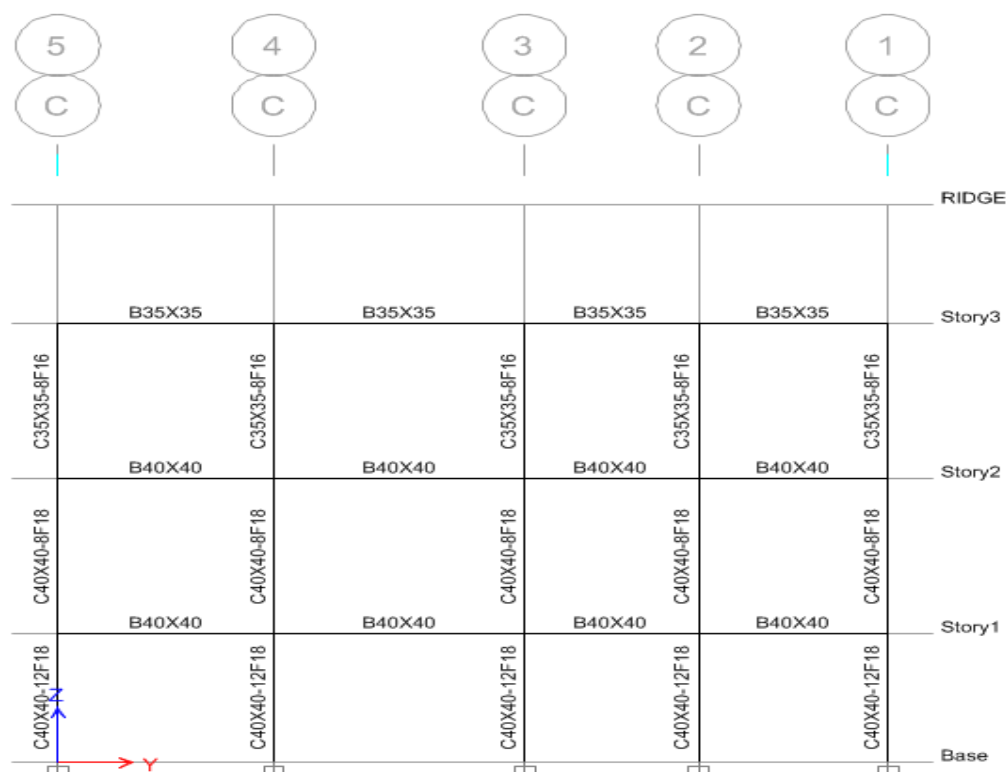 5 4 3 2 1
C C C C C
RIDGE
B35X35 B35X35 B35X35 B35X35
Story3
C35X35-8F16 C35X35-8F16 C35X35-8F16 C35X35-8F16 C35X35-8F16
B40X40 B40X40 B40X40 B40X40
Story2
C40X40-8F18 C40X40-8F18 C40X40-8F18 C40X40-8F18 C40X40-8F18
B40X40 B40X40 B40X40 B40X40
Story1
C40X40-12F18 C40X40-12F18 C40X40-12F18 C40X40-12F18 C40X40-12F18
Z
Y
Base